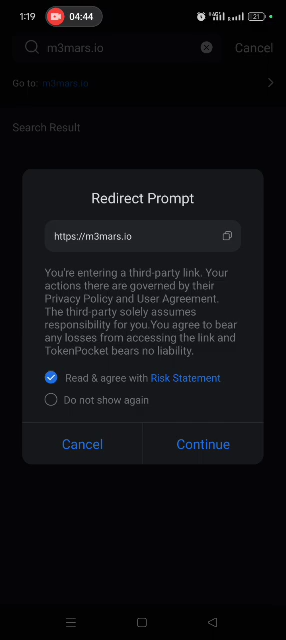 1:19
04:44
21
m3mars.io
Cancel
Go to: m3mars.io
Search Result
Redirect Prompt
https://m3mars.io
You're entering a third-party link. Your
actions there are governed by their
Privacy Policy and User Agreement.
The third-party solely assumes
responsibility for you.You agree to bear
any losses from accessing the link and
TokenPocket bears no liability.
Read & agree with Risk Statement
Do not show again
Cancel
Continue